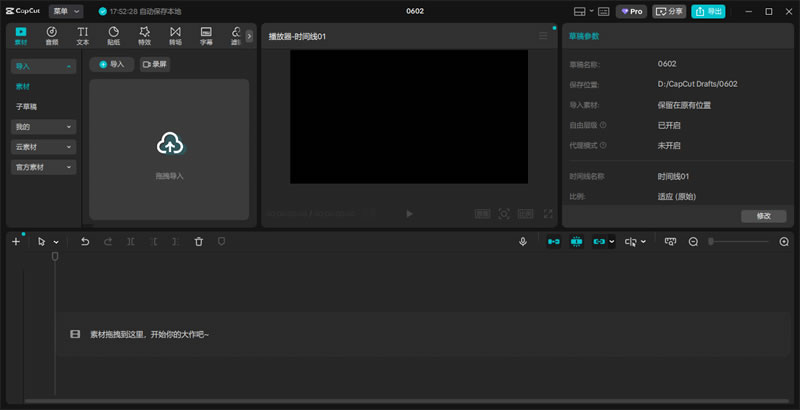 CapCut 菜单 17:52:28 自动保存本地 0602 Pro 分享 导出
素材 音频 文本 贴纸 特效 转场 字幕
导入
素材
子草稿
我的
云素材
官方素材
导入 录屏
拖拽导入
播放器-时间线01
草稿参数
草稿名称: 0602
保存位置: D:/CapCut Drafts/0602
导入素材: 保留在原有位置
自由层级 已开启
代理模式 未开启
时间线名称 时间线01
比例: 适应 (原始)
修改
素材拖拽到这里，开始你的大作吧~